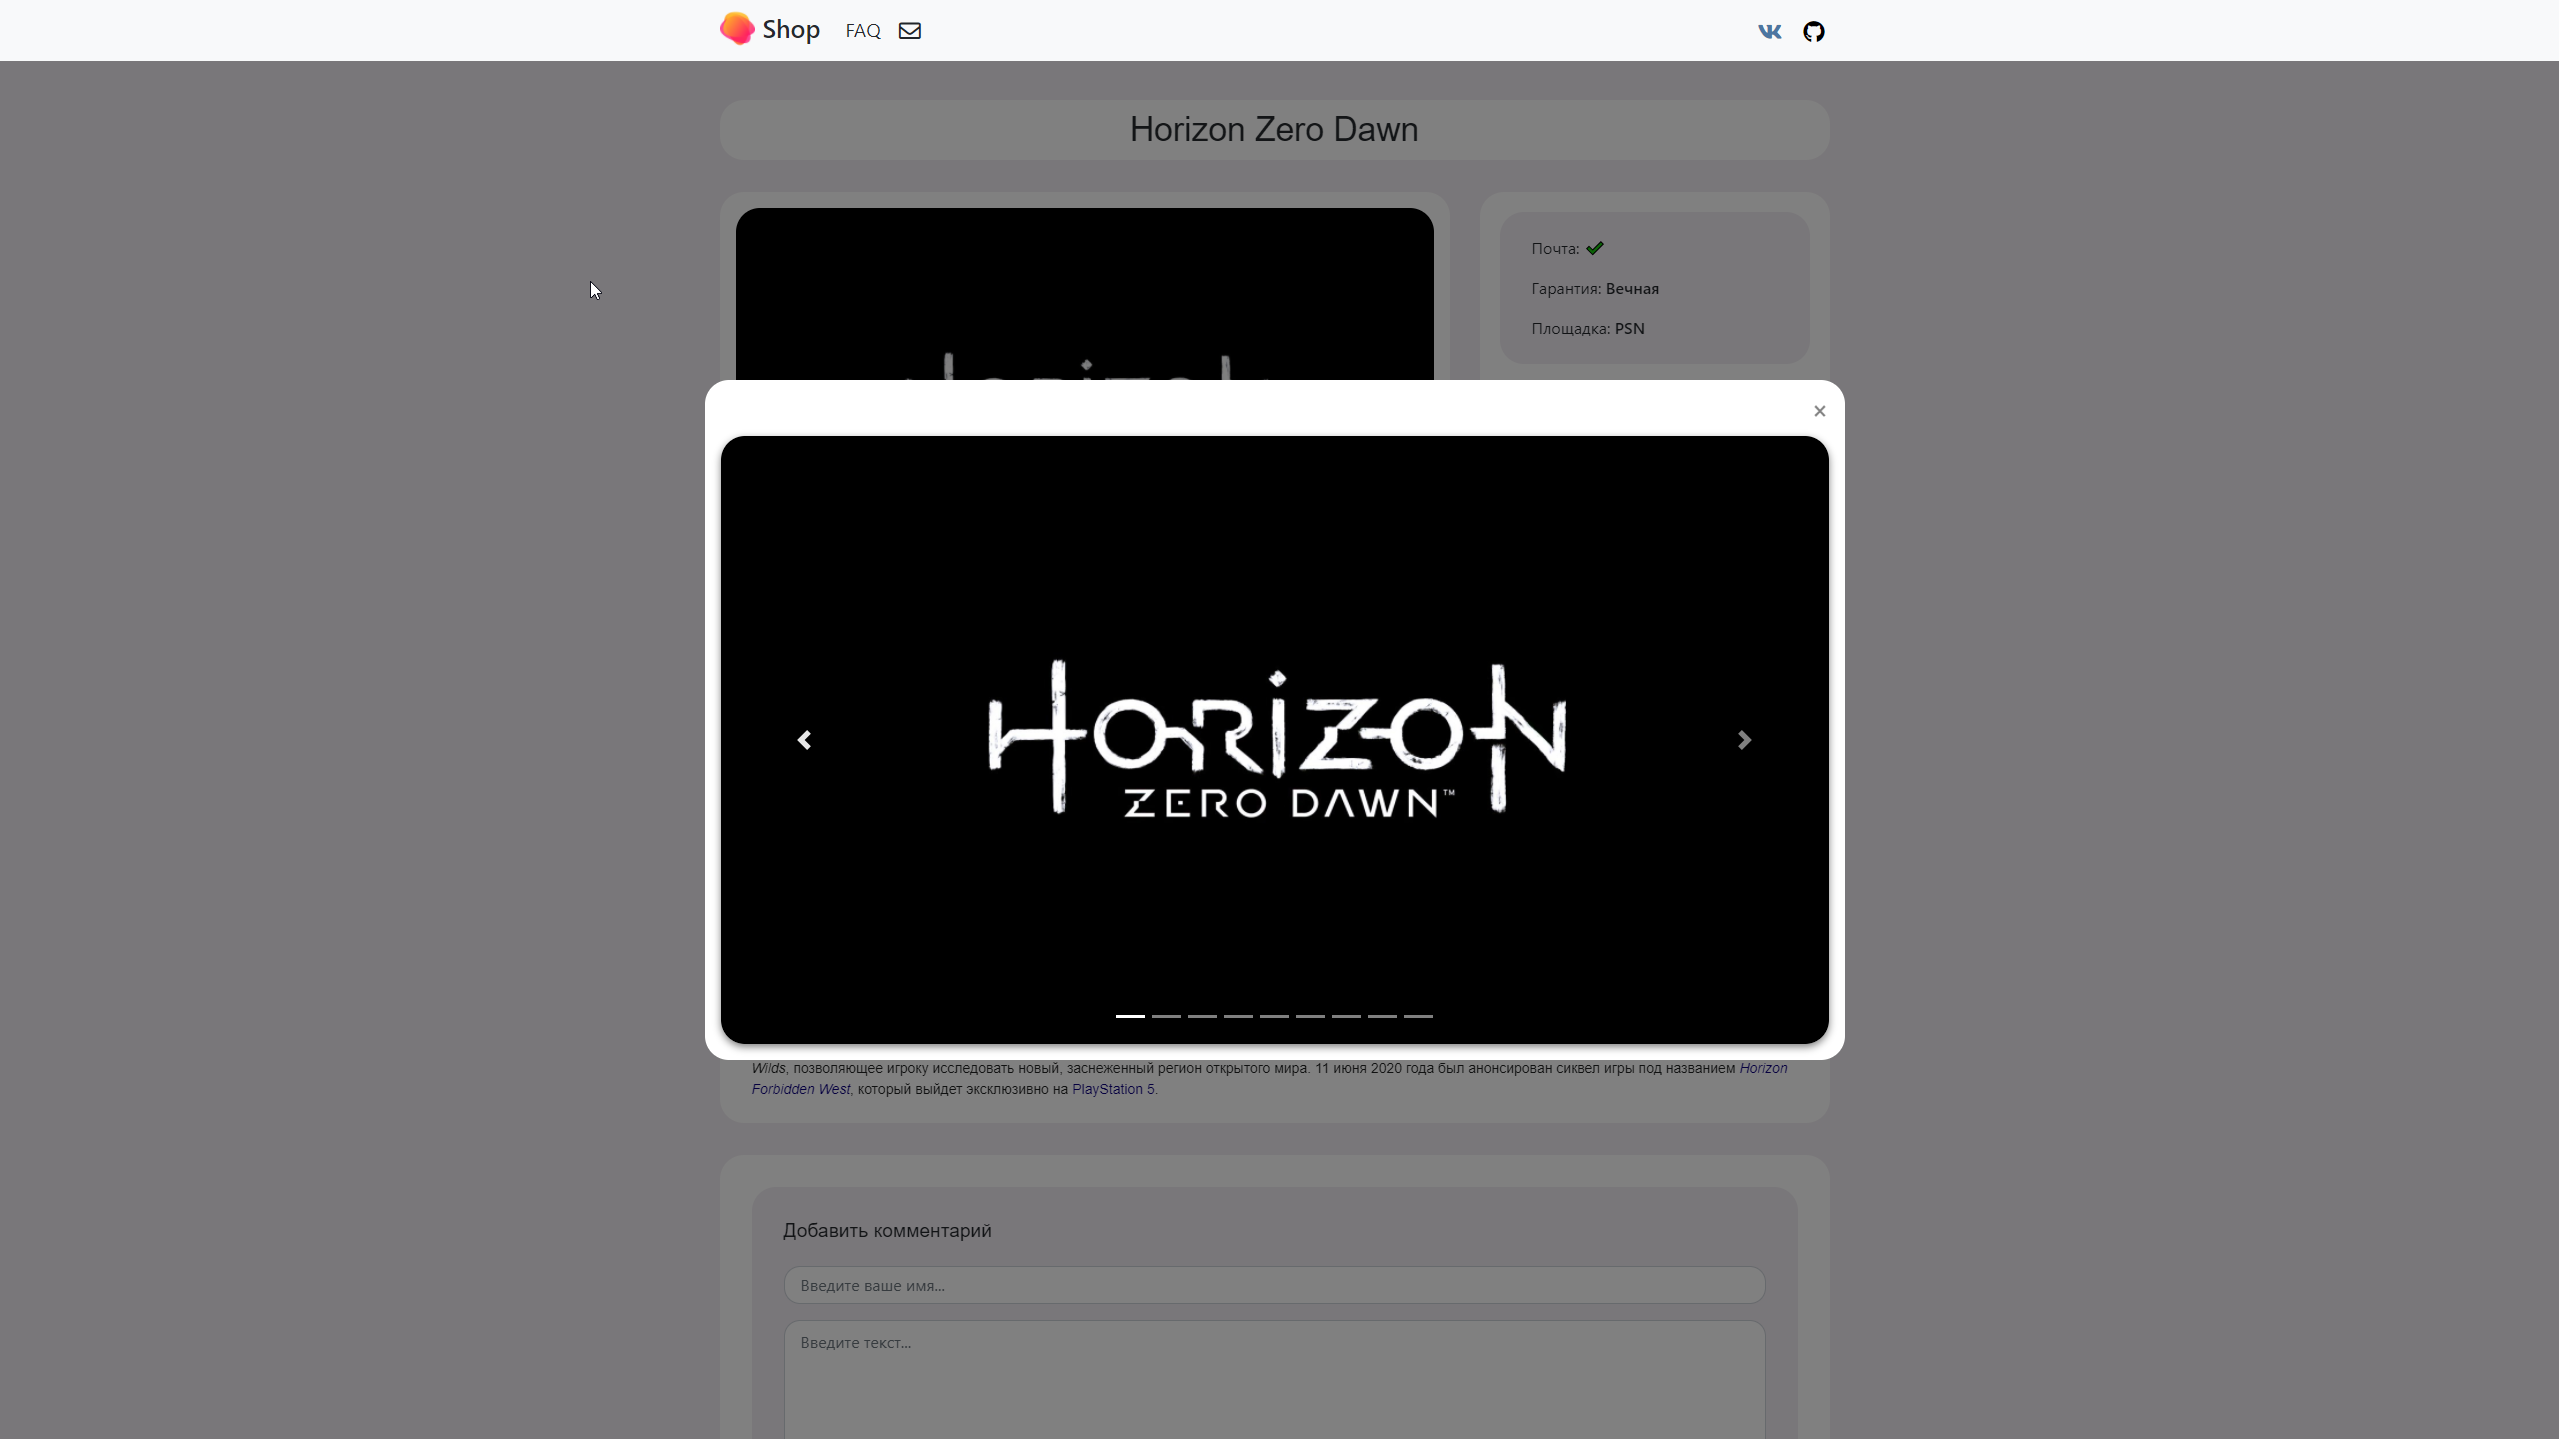 Shop FAQ
Horizon Zero Dawn
Почта:
Гарантия: Вечная
Площадка: PSN
HORIZON
ZERO DAWN™
Wilds, позволяющее игроку исследовать новый, заснеженный регион открытого мира. 11 июня 2020 года был анонсирован сиквел игры под названием Horizon
Forbidden West, который выйдет эксклюзивно на PlayStation 5.
Добавить комментарий
Введите ваше имя...
Введите текст...